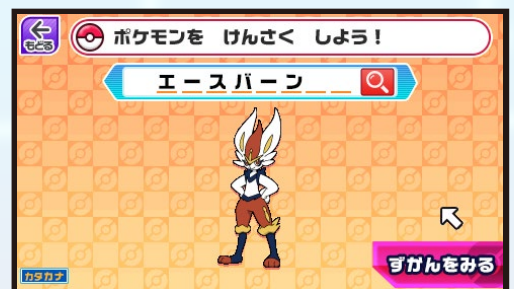 もどる
ポケモンを けんさく しよう！
エースバーン
ずかんをみる
カタカナ